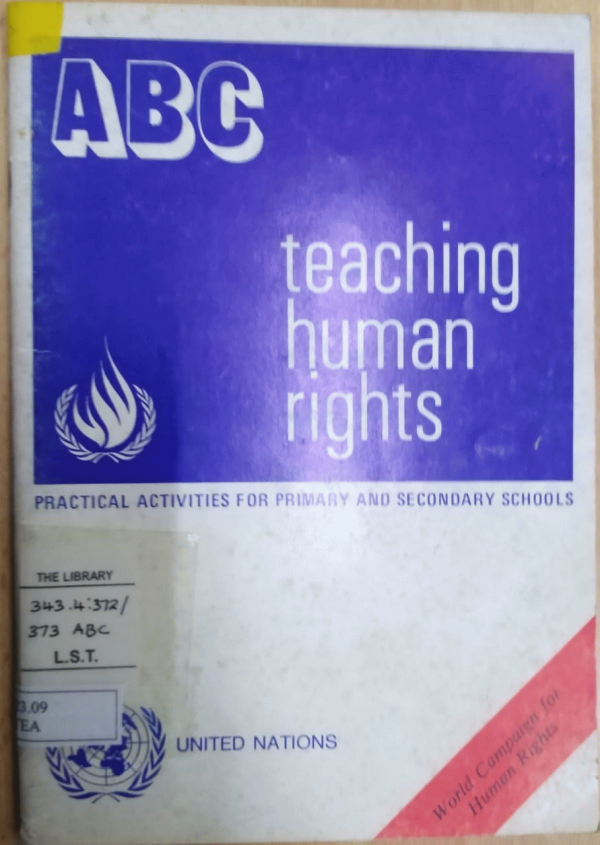 ABC
teaching
human
rights
PRACTICAL ACTIVITIES FOR PRIMARY AND SECONDARY SCHOOLS
THE LIBRARY
343.4:372/
373 ABC
L.S.T.
3.09
TEA
UNITED NATIONS
World Campaign for
Human Rights